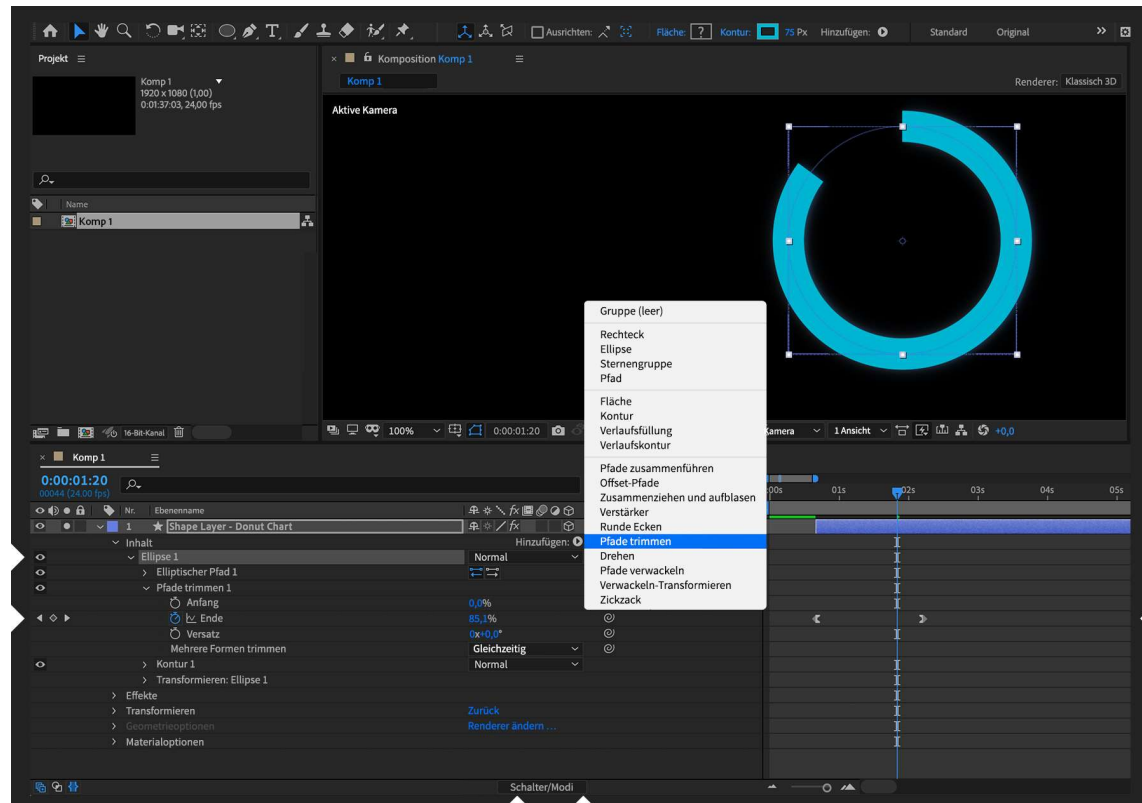 Ausrichten:
Fläche: ? Kontur: 75 Px Hinzufügen: Standard Original
Projekt
Komposition Komp 1
Komp 1
1920 x 1080 (1,00)
0:01:37:03, 24,00 fps
Komp 1
Renderer: Klassisch 3D
Aktive Kamera
Name
Komp 1
Gruppe (leer)
Rechteck
Ellipse
Sternengruppe
Pfad
Fläche
Kontur
Verlaufsfüllung
Verlaufskontur
Pfade zusammenführen
Offset-Pfade
Zusammenziehen und aufblasen
Verstärker
Runde Ecken
Pfade trimmen
Drehen
Pfade verwackeln
Verwackeln-Transformieren
Zickzack
16-Bit-Kanal
100% 0:00:01:20
Kamera 1 Ansicht +0,0
Komp 1
0:00:01:20
00044 (24.00 fps)
:00s 01s 02s 03s 04s 05s
Nr. Ebenenname
1 Shape Layer - Donut Chart
Inhalt Hinzufügen:
Ellipse 1 Normal
Elliptischer Pfad 1
Pfade trimmen 1
Anfang 0,0%
Ende 85,1%
Versatz 0x+0,0°
Mehrere Formen trimmen Gleichzeitig
Kontur 1 Normal
Transformieren: Ellipse 1
Effekte
Transformieren Zurück
Geometrieoptionen Renderer ändern ...
Materialoptionen
Schalter/Modi